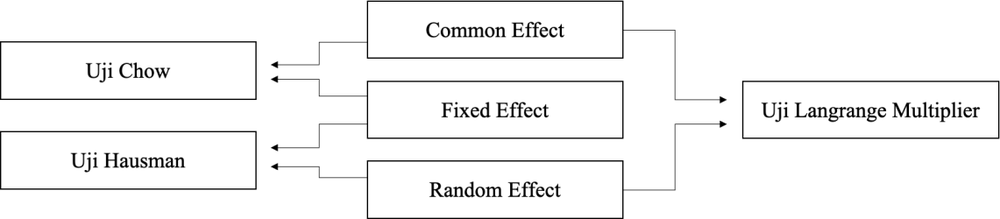 Common Effect
Uji Chow
Fixed Effect
Uji Langrange Multiplier
Uji Hausman
Random Effect